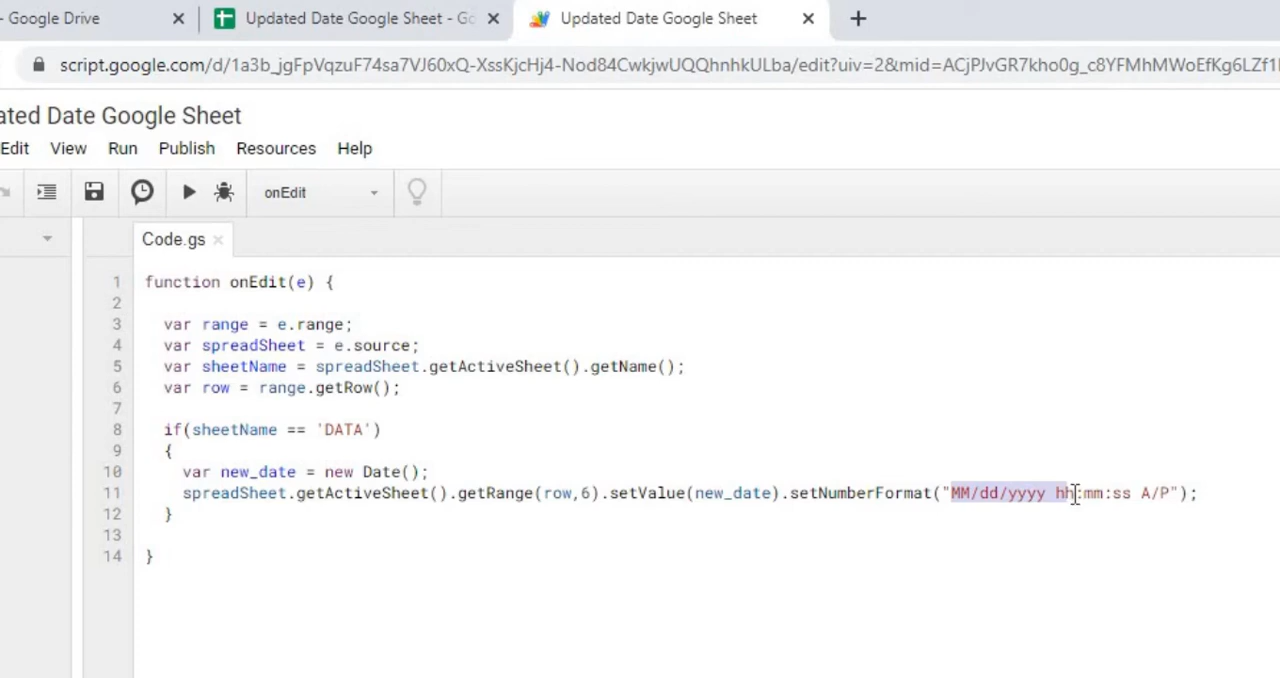 - Google Drive
Updated Date Google Sheet - Go
Updated Date Google Sheet
script.google.com/d/1a3b_jgFpVqzuF74sa7VJ60xQ-XssKjcHj4-Nod84CwkjwUQQhnhkULba/edit?uiv=2&mid=ACjPJvGR7kho0g_c8YFMhMWoEfKg6LZf1
ated Date Google Sheet
Edit View Run Publish Resources Help
onEdit
Code.gs
1 function onEdit(e) {
2
3 var range = e.range;
4 var spreadSheet = e.source;
5 var sheetName = spreadSheet.getActiveSheet().getName();
6 var row = range.getRow();
7
8 if(sheetName == 'DATA')
9 {
10 var new_date = new Date();
11 spreadSheet.getActiveSheet().getRange(row,6).setValue(new_date).setNumberFormat("MM/dd/yyyy hh:mm:ss A/P");
12 }
13
14 }